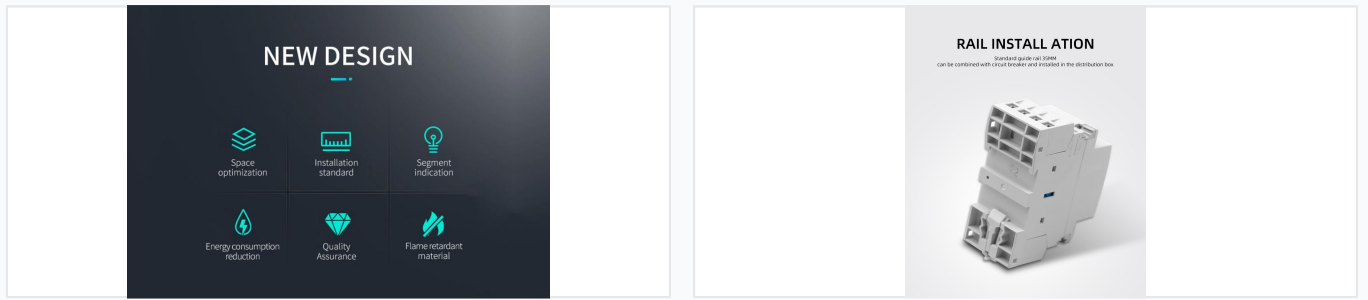 NEW DESIGN
Space
optimization
Installation
standard
Segment
indication
Energy consumption
reduction
Quality
Assurance
Flame retardant
material
RAIL INSTALL ATION
Standard guide rail 35MM
can be combined with circuit breaker and installed in the distribution box